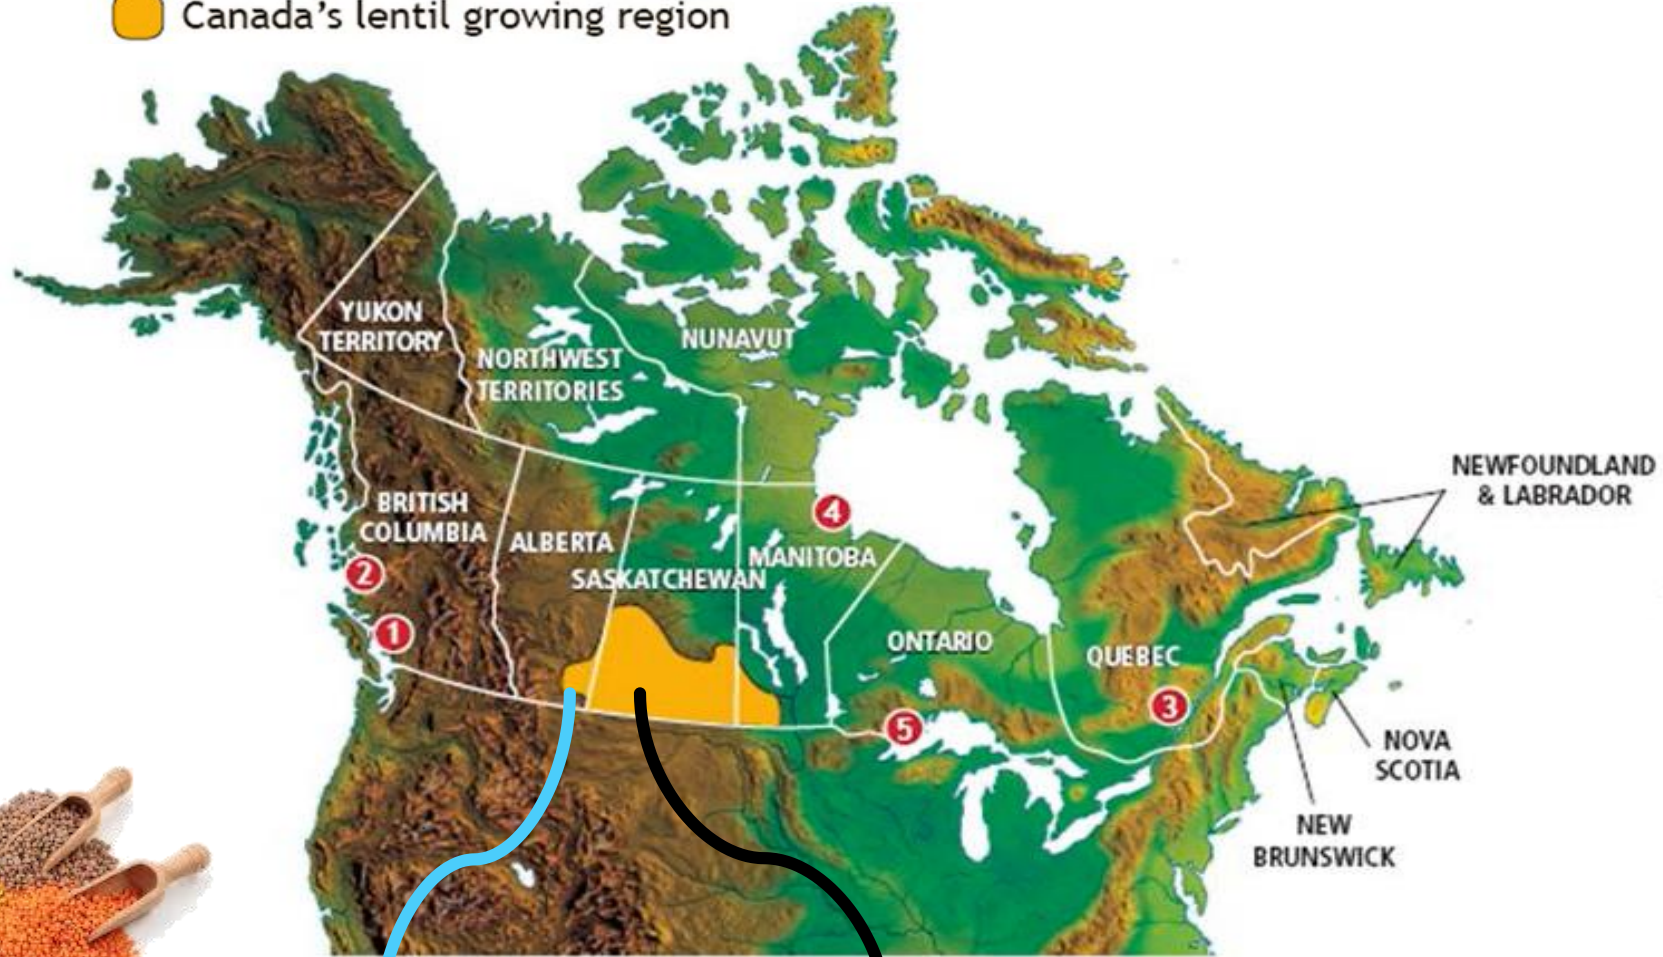 Canada's lentil growing region
YUKON
TERRITORY
NORTHWEST
TERRITORIES
NUNAVUT
BRITISH
COLUMBIA
ALBERTA
SASKATCHEWAN
MANITOBA
ONTARIO
QUEBEC
NEWFOUNDLAND
& LABRADOR
NOVA
SCOTIA
NEW
BRUNSWICK
4
2
1
3
5